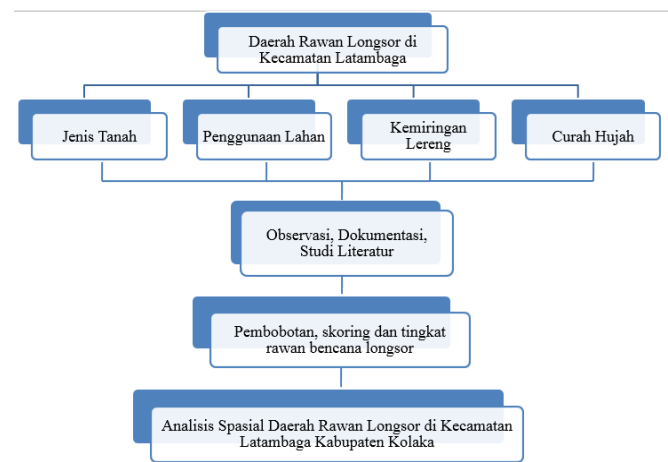 Daerah Rawan Longsor di
Kecamatan Latambaga
Jenis Tanah
Penggunaan Lahan
Kemiringan
Lereng
Curah Hujah
Observasi, Dokumentasi,
Studi Literatur
Pembobotan, skoring dan tingkat
rawan bencana longsor
Analisis Spasial Daerah Rawan Longsor di Kecamatan
Latambaga Kabupaten Kolaka